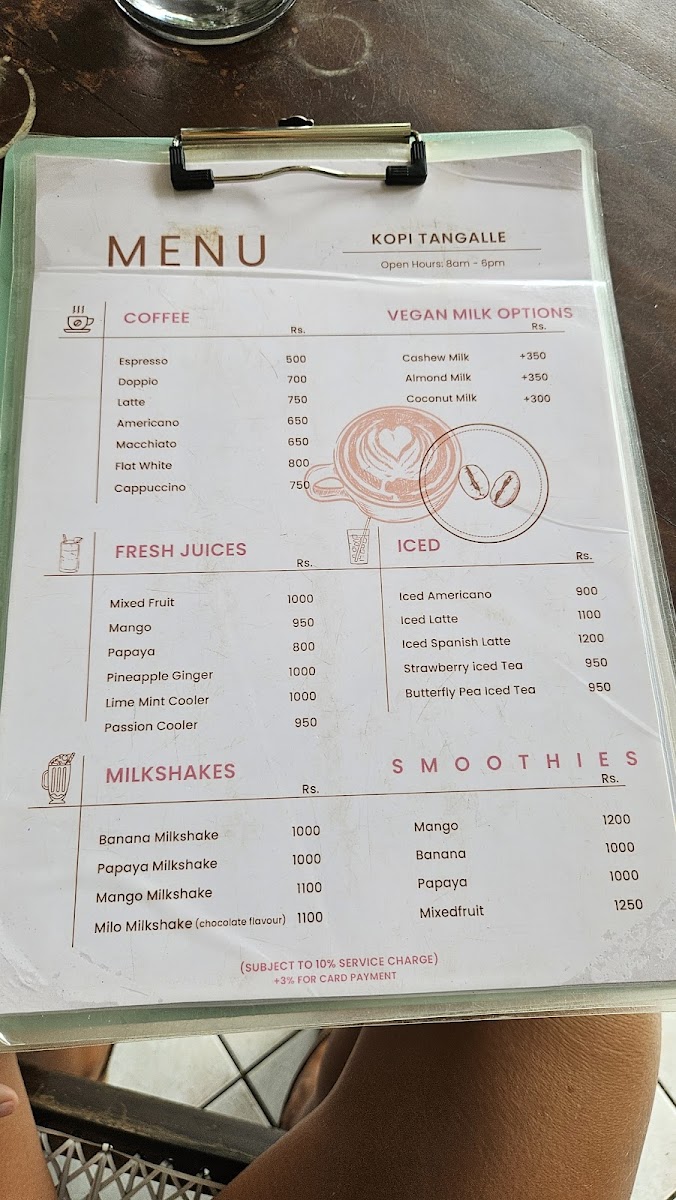 MENU
KOPI TANGALLE
Open Hours: 8am - 6pm
COFFEE
Rs.
Espresso 500
Doppio 700
Latte 750
Americano 650
Macchiato 650
Flat White 800
Cappuccino 750
VEGAN MILK OPTIONS
Rs.
Cashew Milk +350
Almond Milk +350
Coconut Milk +300
FRESH JUICES
Rs.
Mixed Fruit 1000
Mango 950
Papaya 800
Pineapple Ginger 1000
Lime Mint Cooler 1000
Passion Cooler 950
ICED
Rs.
Iced Americano 900
Iced Latte 1100
Iced Spanish Latte 1200
Strawberry iced Tea 950
Butterfly Pea Iced Tea 950
MILKSHAKES
Rs.
Banana Milkshake 1000
Papaya Milkshake 1000
Mango Milkshake 1100
Milo Milkshake (chocolate flavour) 1100
SMOOTHIES
Rs.
Mango 1200
Banana 1000
Papaya 1000
Mixedfruit 1250
(SUBJECT TO 10% SERVICE CHARGE)
+3% FOR CARD PAYMENT